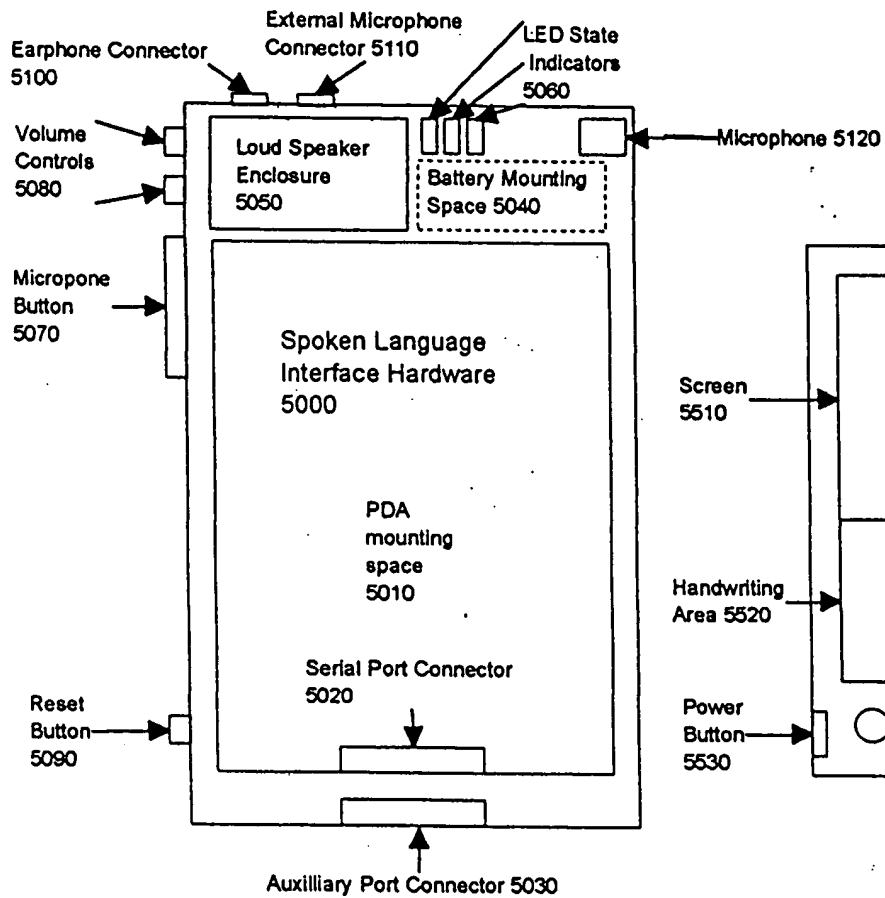 External Microphone
Connector 5110
Earphone Connector
5100
LED State
Indicators
5060
Volume
Controls
5080
Loud Speaker
Enclosure
5050
Battery Mounting
Space 5040
Microphone 5120
Micropone
Button
5070
Spoken Language
Interface Hardware
5000
PDA
mounting
space
5010
Serial Port Connector
5020
Reset
Button
5090
Auxilliary Port Connector 5030
Screen
5510
Handwriting
Area 5520
Power
Button
5530